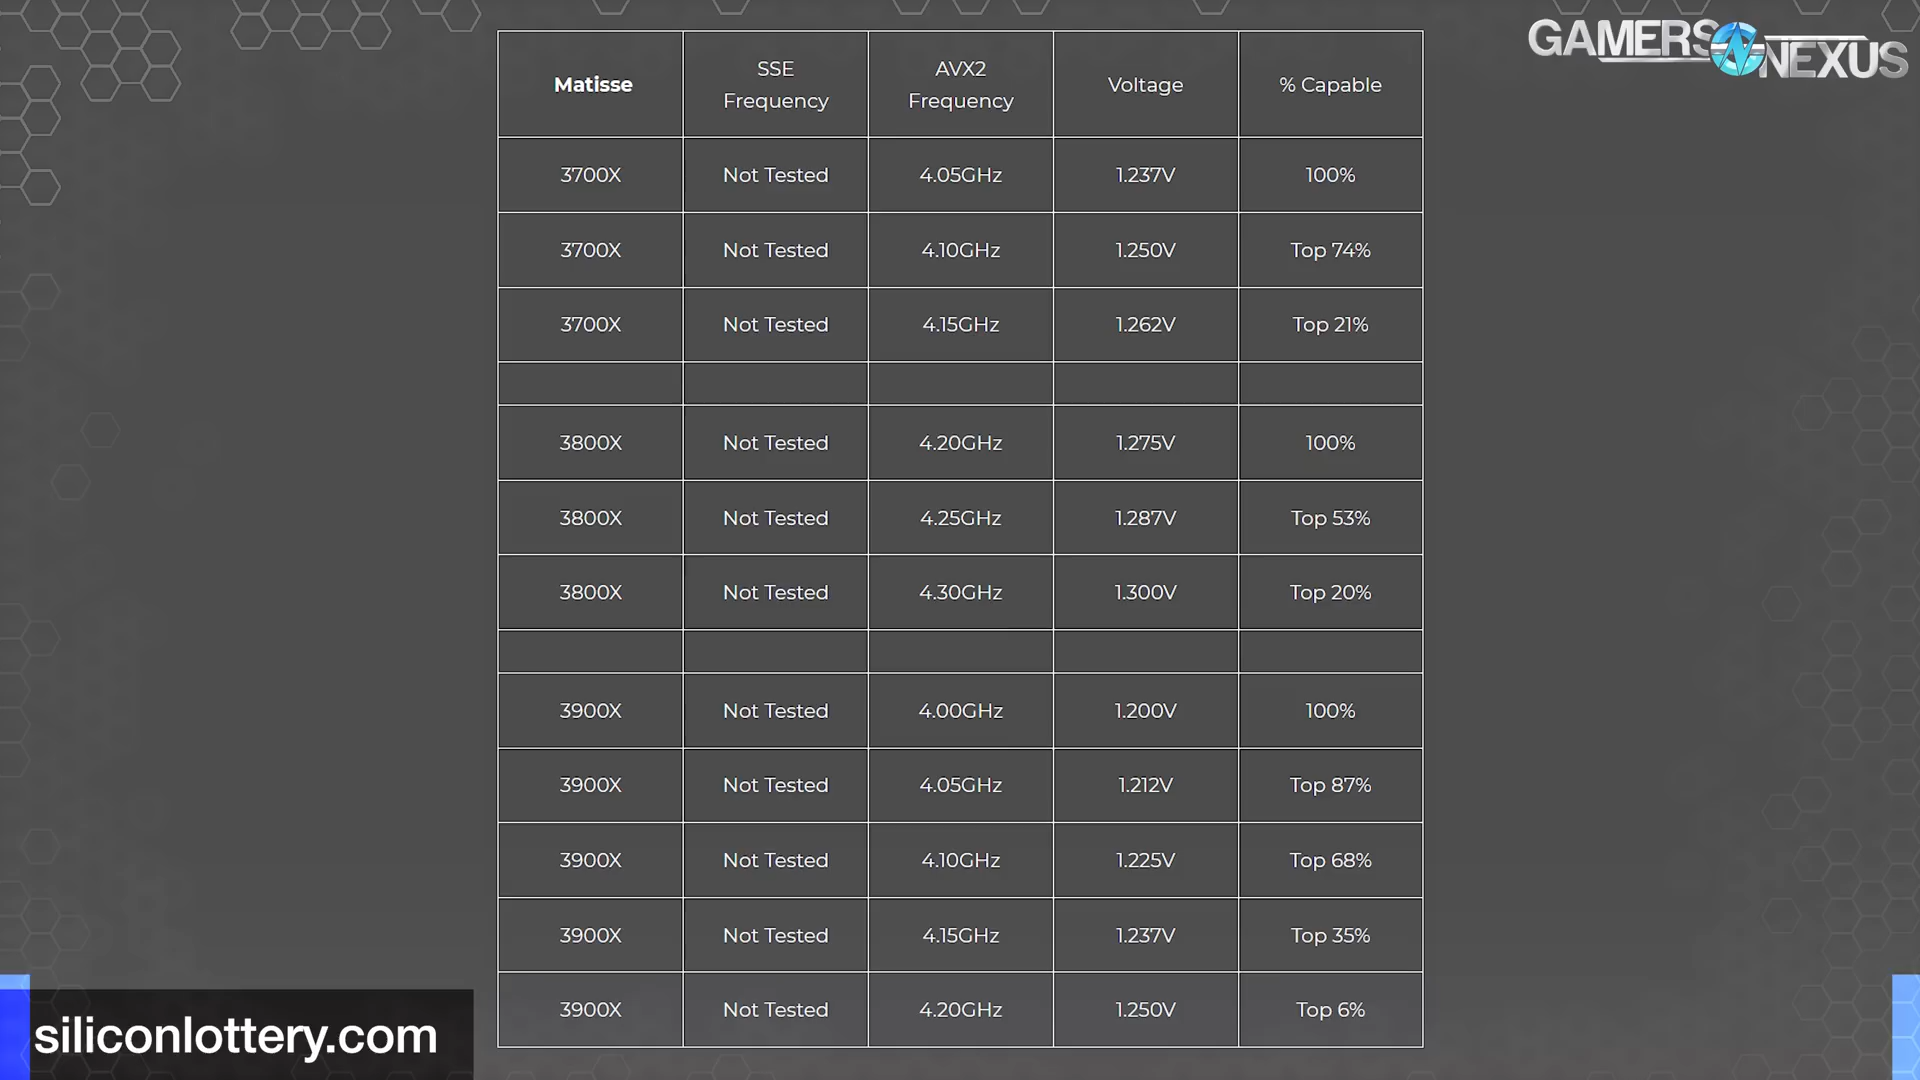 GAMERS NEXUS
Matisse
SSE Frequency
AVX2 Frequency
Voltage
% Capable
3700X Not Tested 4.05GHz 1.237V 100%
3700X Not Tested 4.10GHz 1.250V Top 74%
3700X Not Tested 4.15GHz 1.262V Top 21%
3800X Not Tested 4.20GHz 1.275V 100%
3800X Not Tested 4.25GHz 1.287V Top 53%
3800X Not Tested 4.30GHz 1.300V Top 20%
3900X Not Tested 4.00GHz 1.200V 100%
3900X Not Tested 4.05GHz 1.212V Top 87%
3900X Not Tested 4.10GHz 1.225V Top 68%
3900X Not Tested 4.15GHz 1.237V Top 35%
3900X Not Tested 4.20GHz 1.250V Top 6%
siliconlottery.com